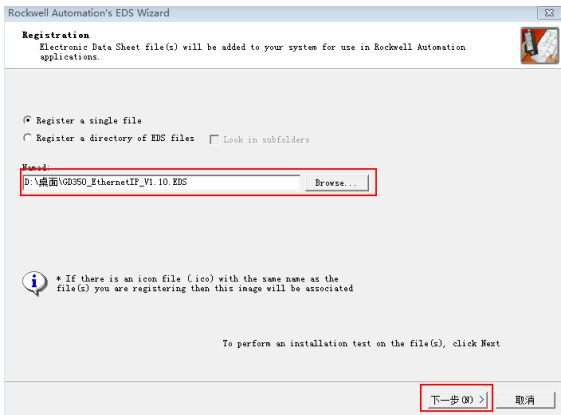 Rockwell Automation's EDS Wizard
Registration
Electronic Data Sheet file(s) will be added to your system for use in Rockwell Automation
applications.
Register a single file
Register a directory of EDS files Look in subfolders
Named:
D:\桌面\GD350_EthernetIP_V1.10.EDS Browse...
* If there is an icon file (.ico) with the same name as the
file(s) you are registering then this image will be associated
To perform an installation test on the file(s), click Next
下一步(N) > 取消